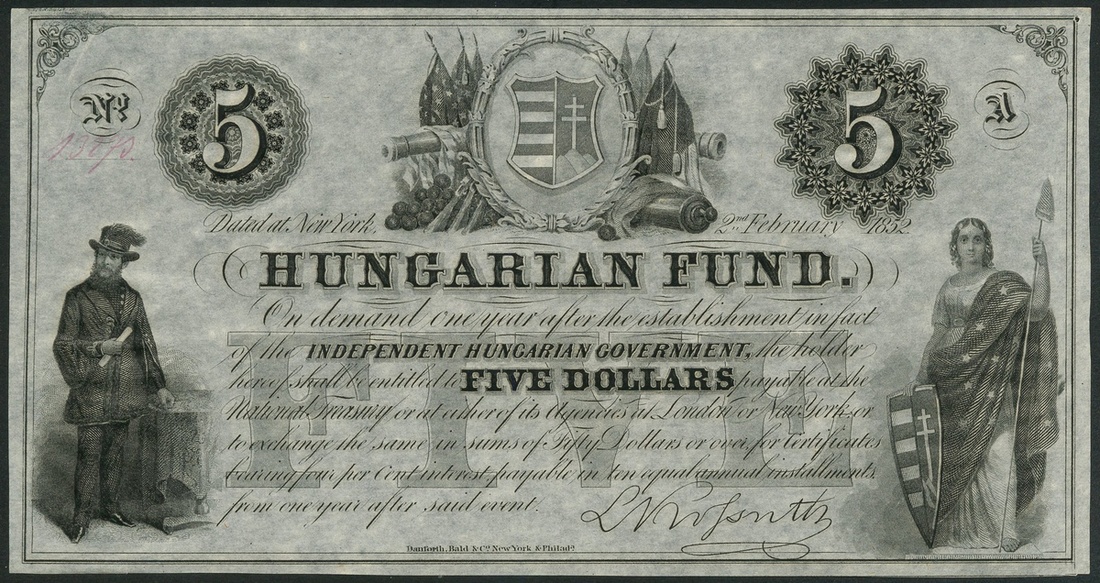 No
5
5
A
Dated at New York,
2nd February 1852
HUNGARIAN FUND.
On demand one year after the establishment in fact
of the INDEPENDENT HUNGARIAN GOVERNMENT, the holder
hereof shall be entitled to FIVE DOLLARS payable at the
National Treasury or at either of its Agencies at London or New York, or
to exchange the same in sums of Fifty Dollars or over, for Certificates
bearing four per Cent interest, payable in ten equal annual installments,
from one year after said event.
FIVE
L Kossuth
Danforth, Bald & Co. New York & Philada.